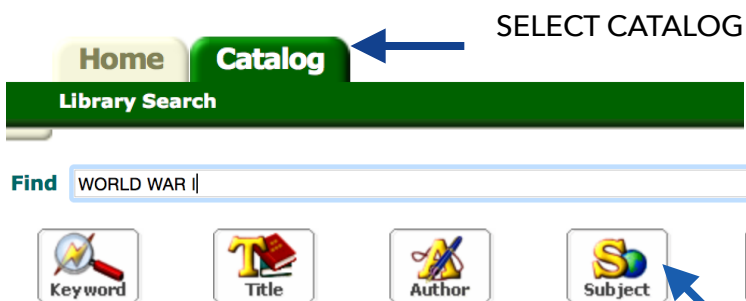 SELECT CATALOG
Home Catalog
Library Search
Find WORLD WAR I
Keyword Title Author Subject